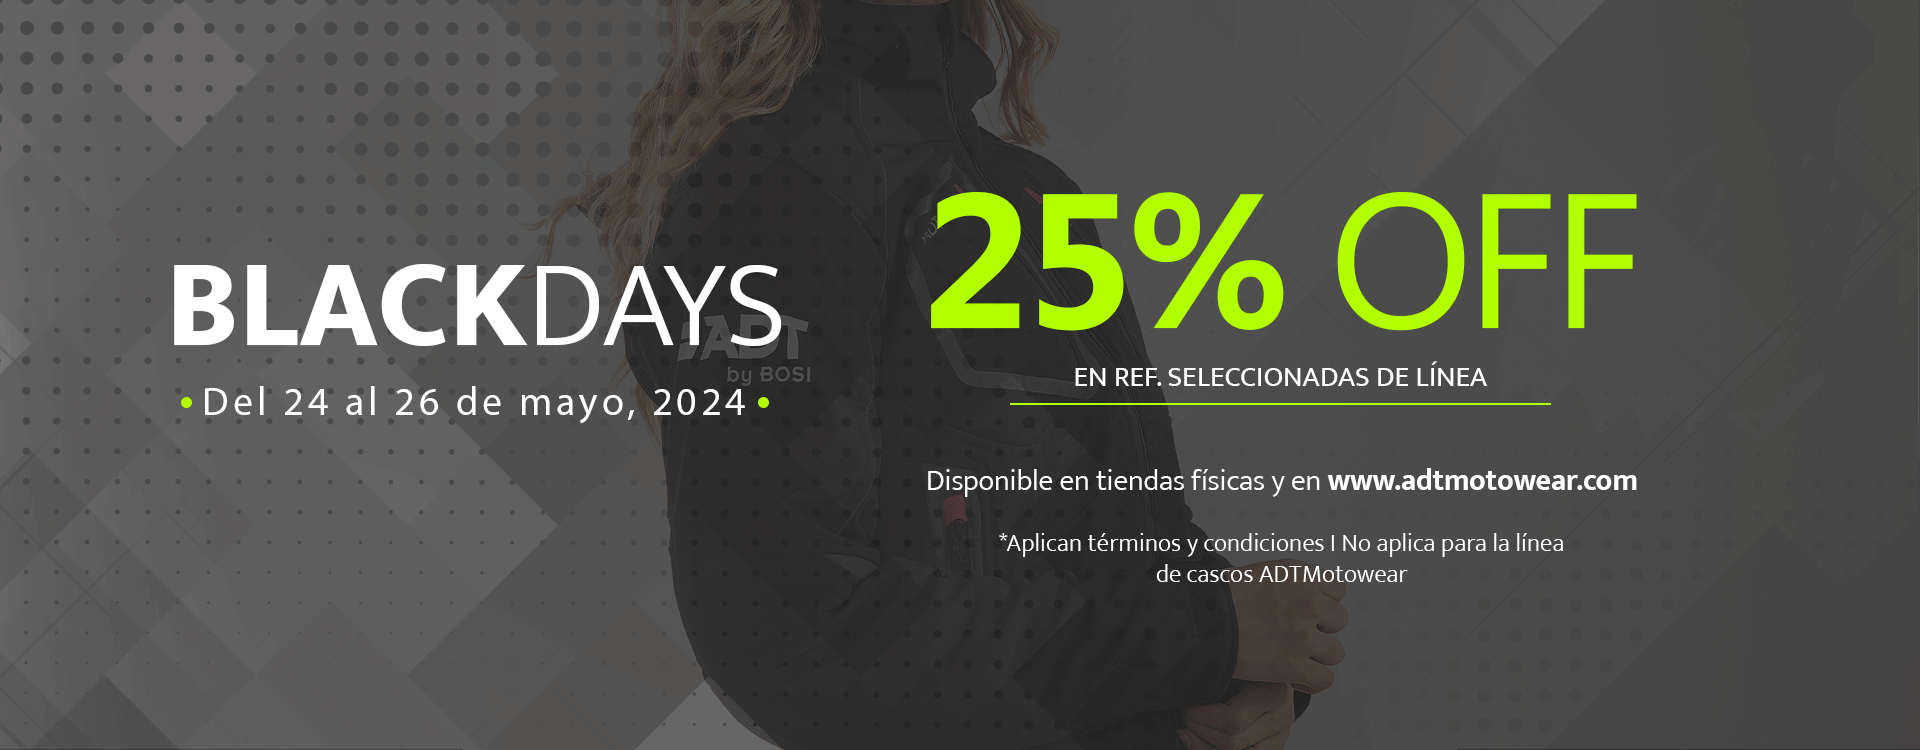 BLACKDAYS
ADT
by BOSI
• Del 24 al 26 de mayo, 2024 •
25% OFF
EN REF. SELECCIONADAS DE LÍNEA
Disponible en tiendas físicas y en www.adtmotowear.com
*Aplican términos y condiciones I No aplica para la línea
de cascos ADTMotowear